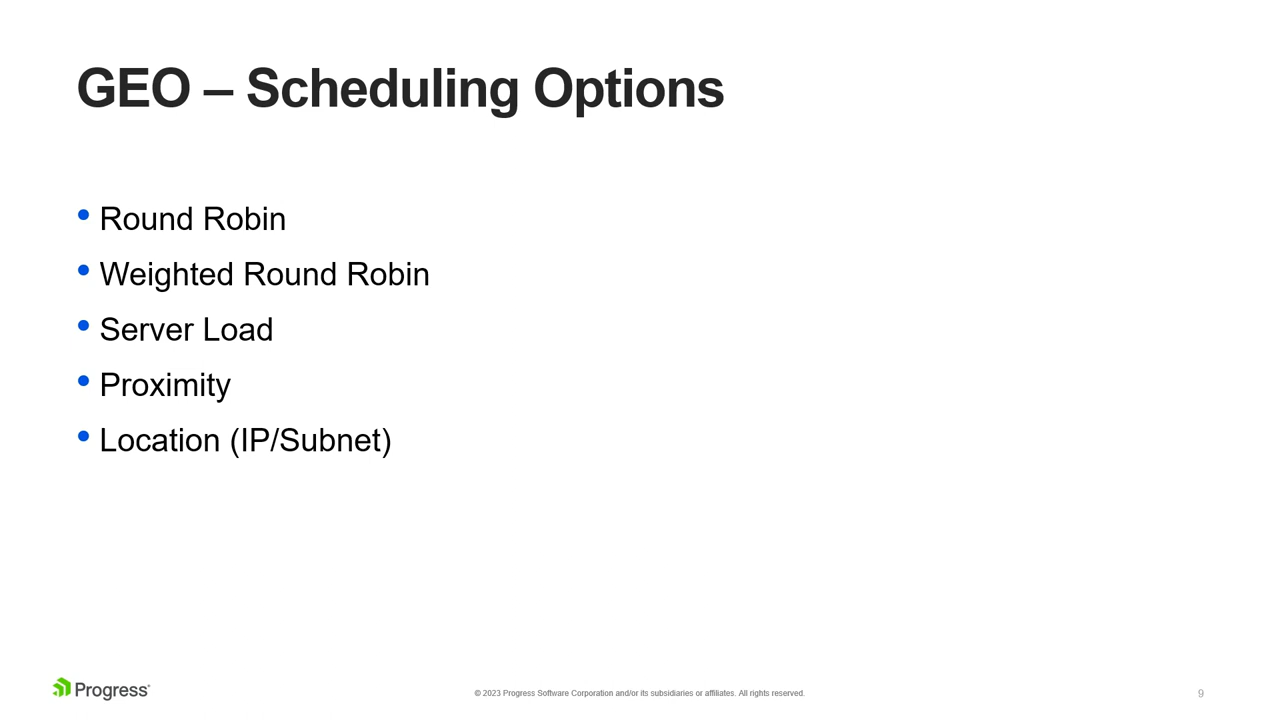 GEO – Scheduling Options
• Round Robin
• Weighted Round Robin
• Server Load
• Proximity
• Location (IP/Subnet)
Progress
© 2023 Progress Software Corporation and/or its subsidiaries or affiliates. All rights reserved.
9